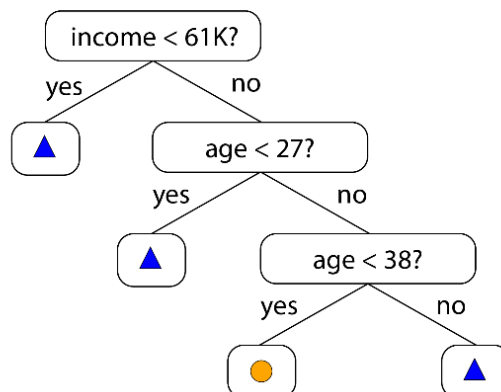 income < 61K?
yes
no
age < 27?
yes
no
age < 38?
yes
no